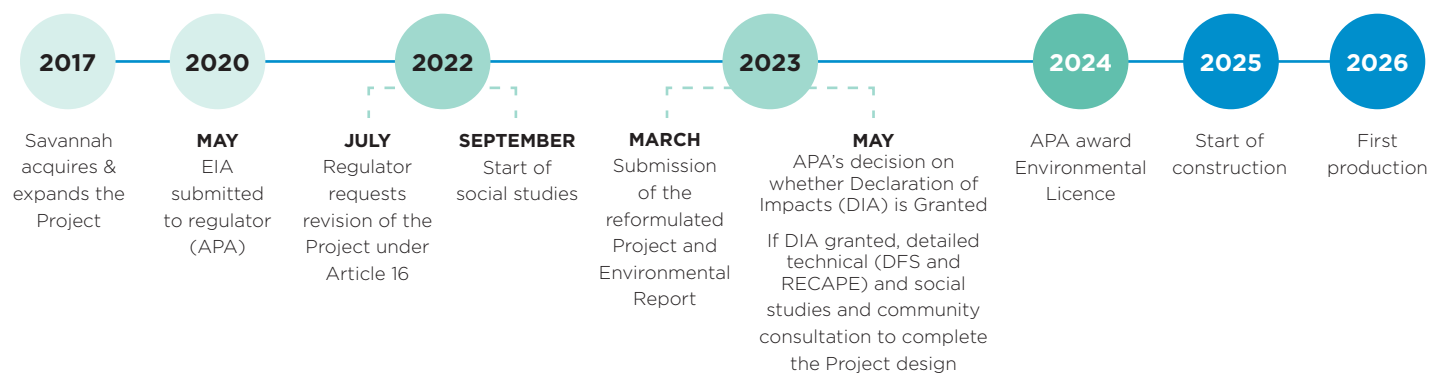 2017
2020
2022
2023
2024
2025
2026
Savannah
acquires &
expands the
Project
MAY
EIA
submitted
to regulator
(APA)
JULY
Regulator
requests
revision of the
Project under
Article 16
SEPTEMBER
Start of
social studies
MARCH
Submission
of the
reformulated
Project and
Environmental
Report
MAY
APA's decision on
whether Declaration of
Impacts (DIA) is Granted
If DIA granted, detailed
technical (DFS and
RECAPE) and social
studies and community
consultation to complete
the Project design
APA award
Environmental
Licence
Start of
construction
First
production